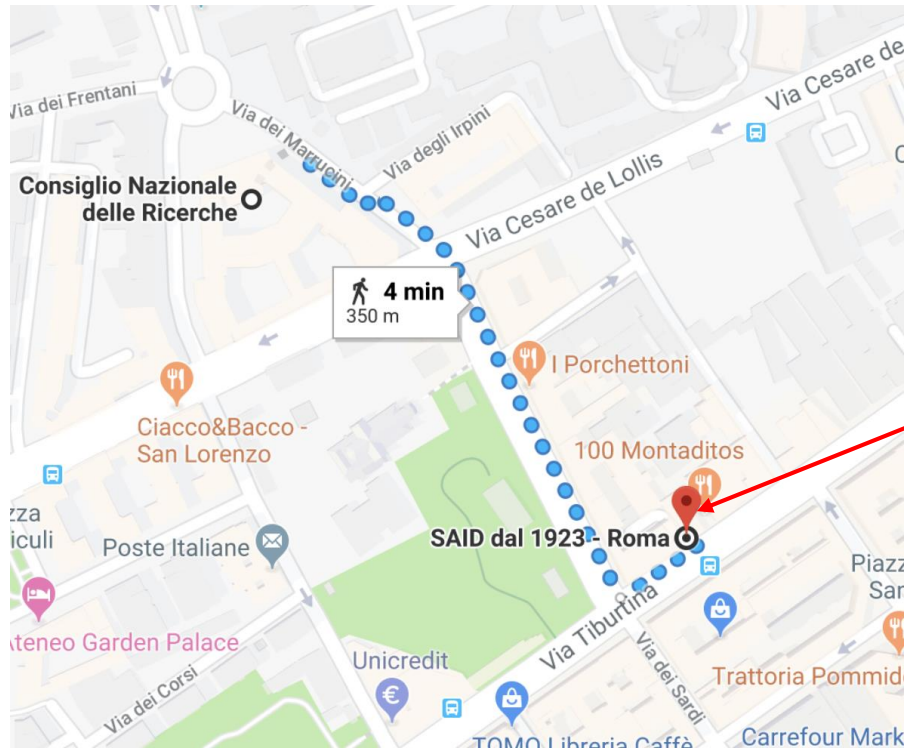 Via Cesare de
Via dei Frentani
Via dei Marrucini
Via degli Irpini
Consiglio Nazionale
delle Ricerche
Via Cesare de Lollis
4 min
350 m
I Porchettoni
Ciacco&Bacco -
San Lorenzo
100 Montaditos
zza
iculi
Poste Italiane
SAID dal 1923 - Roma
Piazz
San
Ateneo Garden Palace
Via Tiburtina
Unicredit
€
Via dei Sardi
Trattoria Pommid
Via dei Corsi
TOMO Libreria Caffè
Carrefour Mark